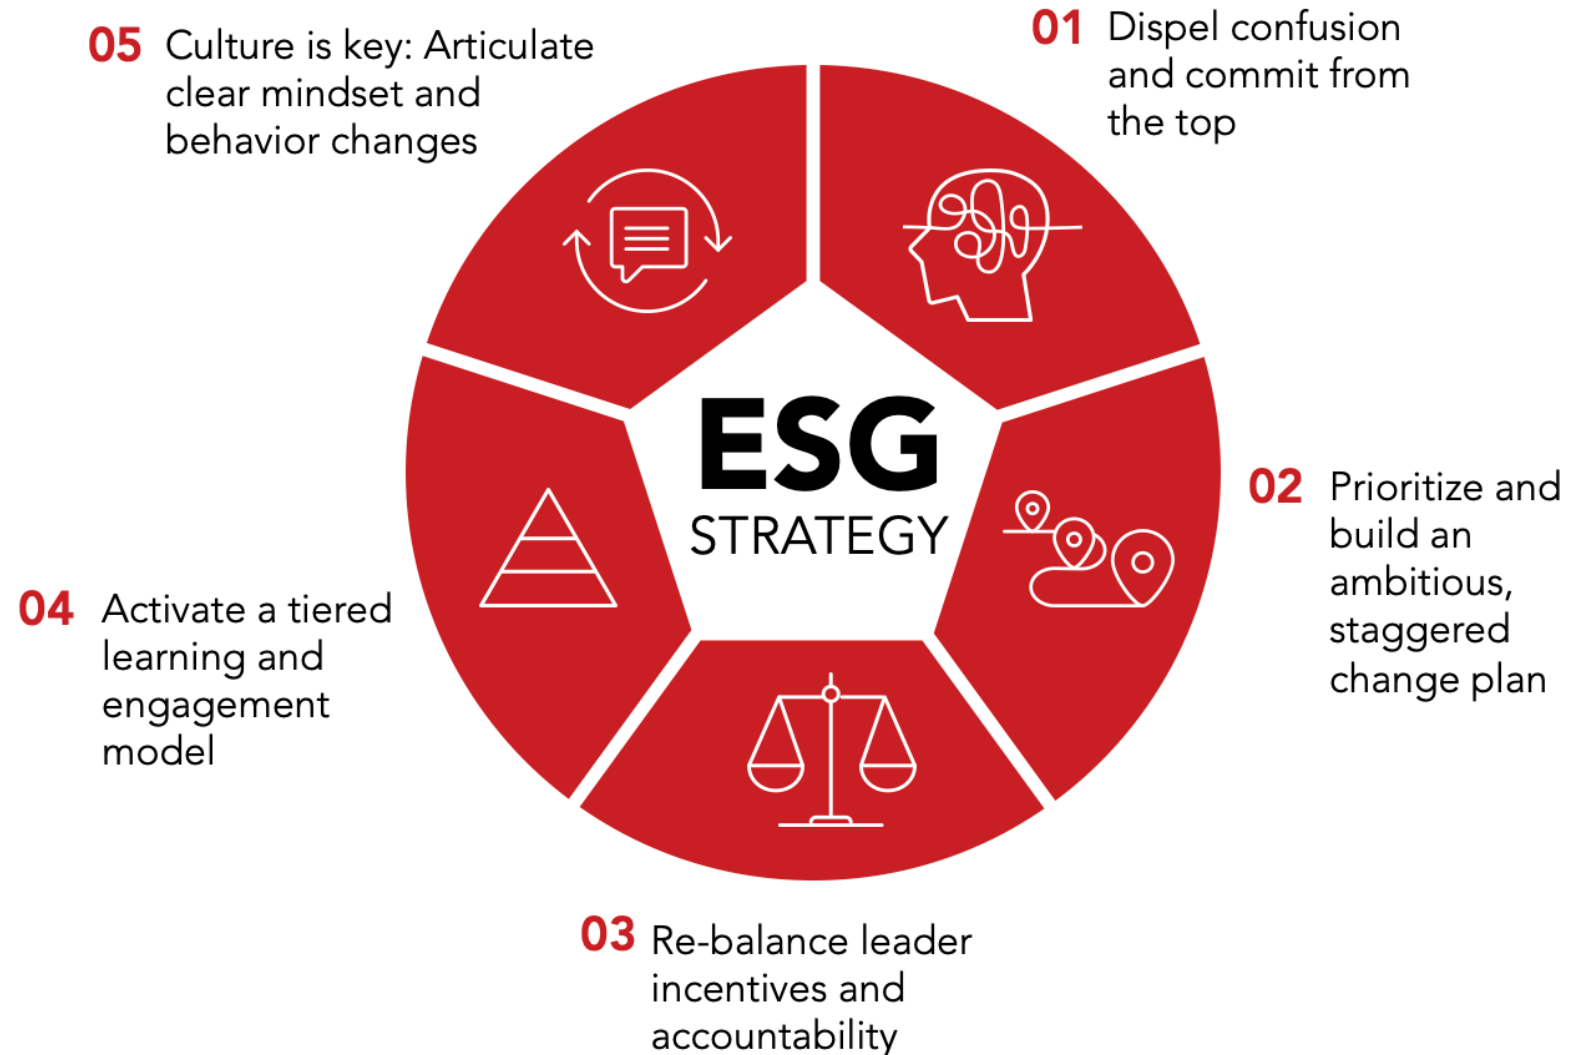 01 Dispel confusion
and commit from
the top
02 Prioritize and
build an
ambitious,
staggered
change plan
03 Re-balance leader
incentives and
accountability
04 Activate a tiered
learning and
engagement
model
05 Culture is key: Articulate
clear mindset and
behavior changes
ESG
STRATEGY